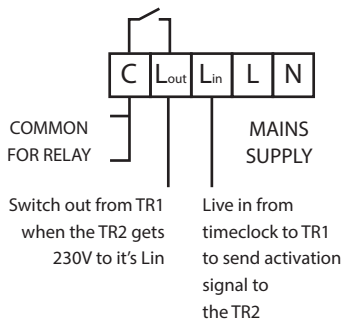 C Lout Lin L N
COMMON
FOR RELAY
MAINS
SUPPLY
Switch out from TR1
when the TR2 gets
230V to it's Lin
Live in from
timeclock to TR1
to send activation
signal to
the TR2